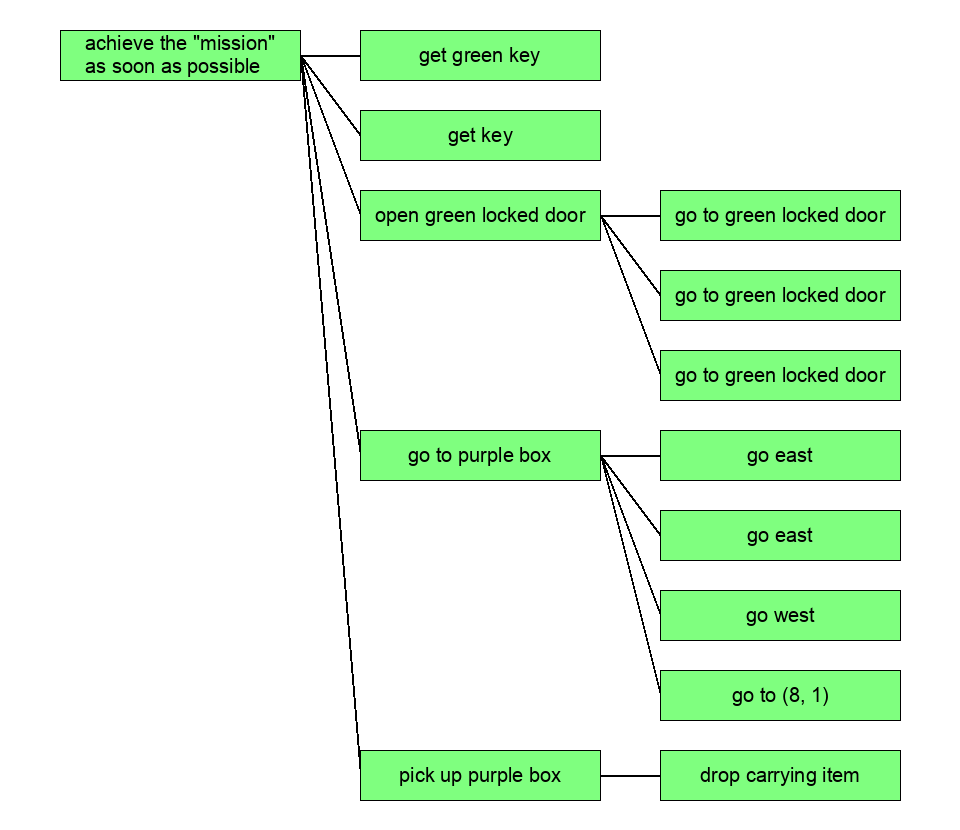 achieve the "mission"
as soon as possible
get green key
get key
open green locked door
go to green locked door
go to green locked door
go to green locked door
go to purple box
go east
go east
go west
go to (8, 1)
pick up purple box
drop carrying item